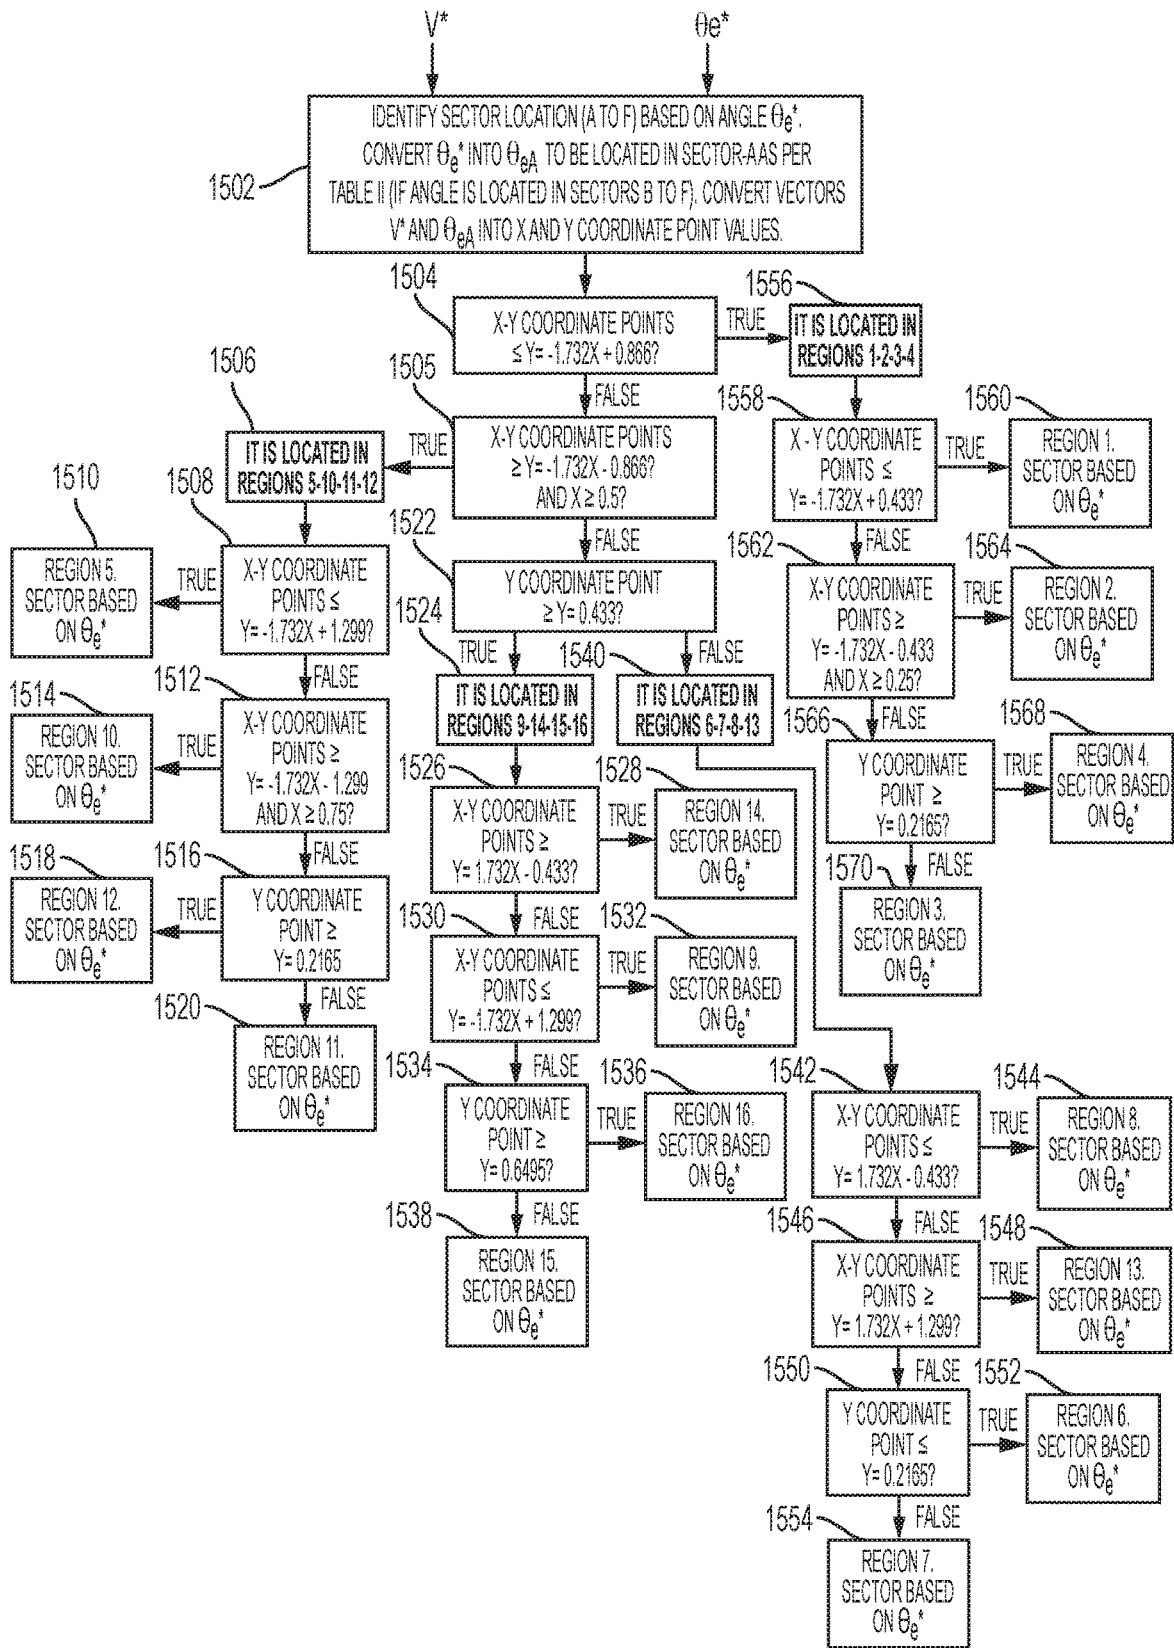 V*
θe*
1502
IDENTIFY SECTOR LOCATION (A TO F) BASED ON ANGLE θe*.
CONVERT θe* INTO θeA TO BE LOCATED IN SECTOR-AAS PER
TABLE II (IF ANGLE IS LOCATED IN SECTORS B TO F). CONVERT VECTORS
V* AND θeA INTO X AND Y COORDINATE POINT VALUES.
1504
X-Y COORDINATE POINTS
≤ Y= -1.732X + 0.866?
TRUE
FALSE
1556
IT IS LOCATED IN
REGIONS 1-2-3-4
1505
X-Y COORDINATE POINTS
≥ Y= -1.732X - 0.866?
AND X ≥ 0.5?
TRUE
FALSE
1506
IT IS LOCATED IN
REGIONS 5-10-11-12
1508
X-Y COORDINATE
POINTS ≤
Y= -1.732X + 1.299?
TRUE
FALSE
1510
REGION 5.
SECTOR BASED
ON θe*
1512
X-Y COORDINATE
POINTS ≥
Y= -1.732X - 1.299
AND X ≥ 0.75?
TRUE
FALSE
1514
REGION 10.
SECTOR BASED
ON θe*
1516
Y COORDINATE
POINT ≥
Y= 0.2165
TRUE
FALSE
1518
REGION 12.
SECTOR BASED
ON θe*
1520
REGION 11.
SECTOR BASED
ON θe*
1522
Y COORDINATE POINT
≥ Y= 0.433?
TRUE
FALSE
1524
IT IS LOCATED IN
REGIONS 9-14-15-16
1526
X-Y COORDINATE
POINTS ≥
Y= 1.732X - 0.433?
TRUE
FALSE
1528
REGION 14.
SECTOR BASED
ON θe*
1530
X-Y COORDINATE
POINTS ≤
Y= -1.732X + 1.299?
TRUE
FALSE
1532
REGION 9.
SECTOR BASED
ON θe*
1534
Y COORDINATE
POINT ≥
Y= 0.6495?
TRUE
FALSE
1536
REGION 16.
SECTOR BASED
ON θe*
1538
REGION 15.
SECTOR BASED
ON θe*
1540
IT IS LOCATED IN
REGIONS 6-7-8-13
1542
X-Y COORDINATE
POINTS ≤
Y= 1.732X - 0.433?
TRUE
FALSE
1544
REGION 8.
SECTOR BASED
ON θe*
1546
X-Y COORDINATE
POINTS ≥
Y= 1.732X + 1.299?
TRUE
FALSE
1548
REGION 13.
SECTOR BASED
ON θe*
1550
Y COORDINATE
POINT ≤
Y= 0.2165?
TRUE
FALSE
1552
REGION 6.
SECTOR BASED
ON θe*
1554
REGION 7.
SECTOR BASED
ON θe*
1558
X - Y COORDINATE
POINTS ≤
Y= -1.732X + 0.433?
TRUE
FALSE
1560
REGION 1.
SECTOR BASED
ON θe*
1562
X-Y COORDINATE
POINTS ≥
Y= -1.732X - 0.433
AND X ≥ 0.25?
TRUE
FALSE
1564
REGION 2.
SECTOR BASED
ON θe*
1566
Y COORDINATE
POINT ≥
Y= 0.2165?
TRUE
FALSE
1568
REGION 4.
SECTOR BASED
ON θe*
1570
REGION 3.
SECTOR BASED
ON θe*